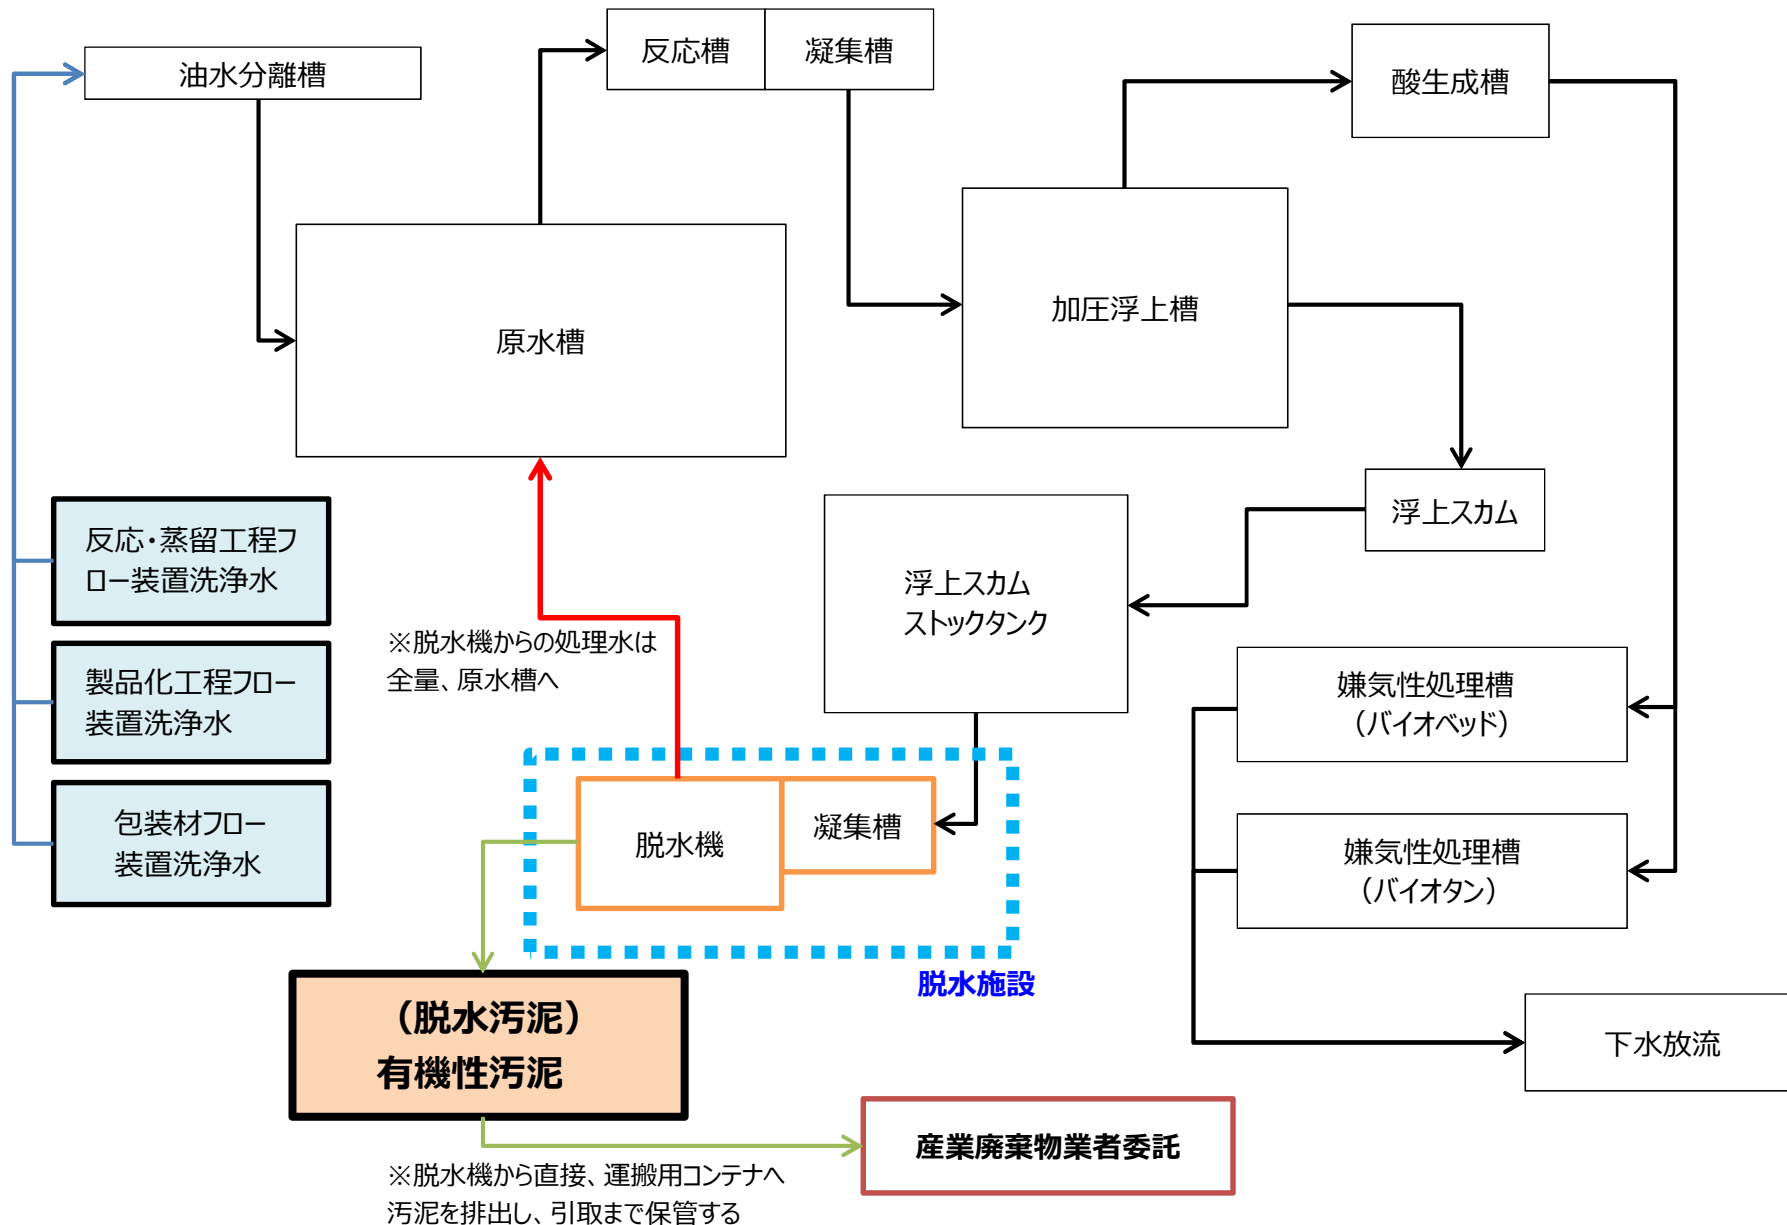 反応槽
凝集槽
油水分離槽
酸生成槽
加圧浮上槽
原水槽
浮上スカム
反応・蒸留工程フ
ロー装置洗浄水
浮上スカム
ストックタンク
※脱水機からの処理水は
全量、原水槽へ
製品化工程フロー
装置洗浄水
嫌気性処理槽
（バイオベッド）
包装材フロー
装置洗浄水
脱水機
凝集槽
嫌気性処理槽
（バイオタン）
脱水施設
（脱水汚泥）
有機性汚泥
下水放流
産業廃棄物業者委託
※脱水機から直接、運搬用コンテナへ
汚泥を排出し、引取まで保管する